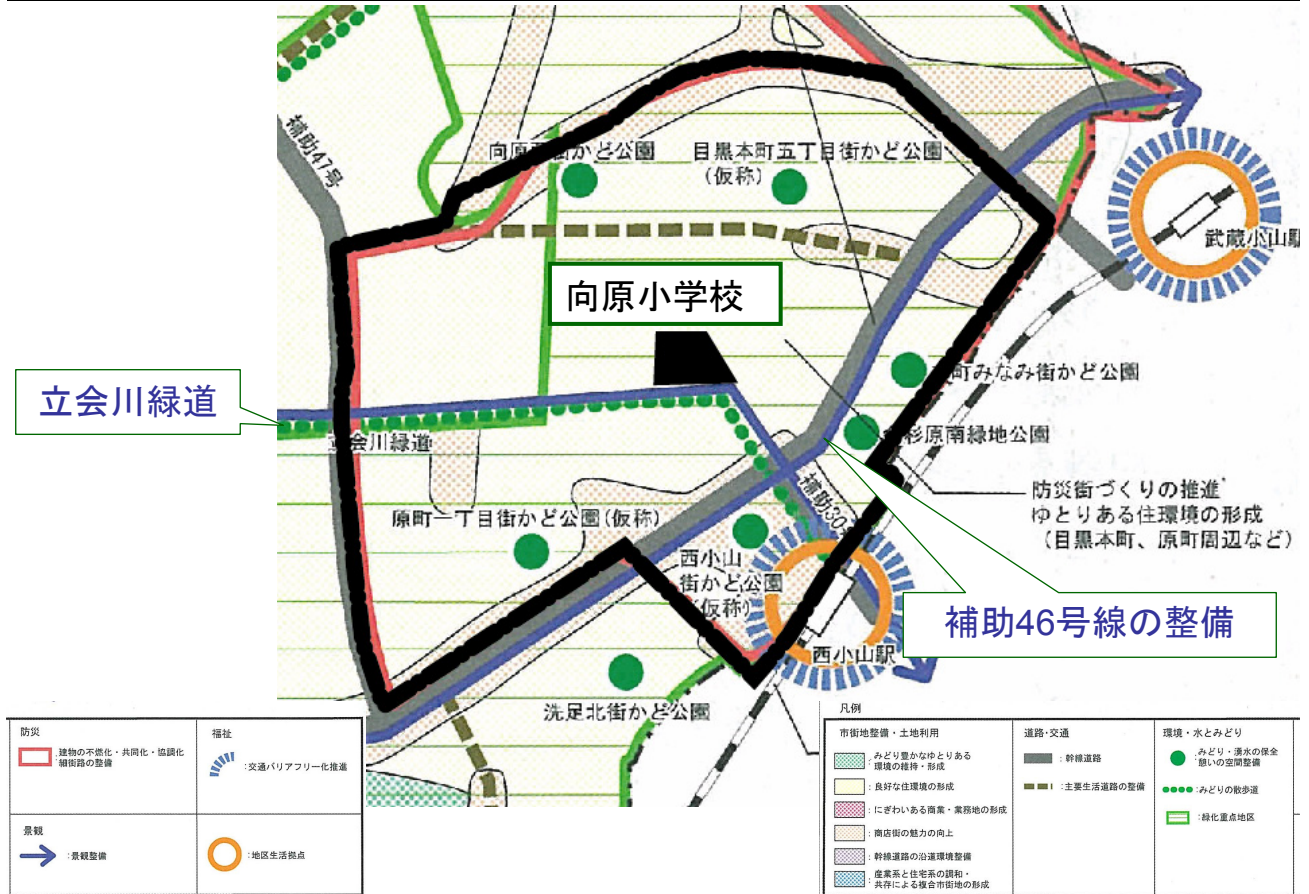 補助47号
向原
街かど公園
目黒本町五丁目街かど公園
(仮称)
武蔵小山駅
向原小学校
立会川緑道
会川緑道
町みなみ街かど公園
杉原南緑地公園
防災街づくりの推進
ゆとりある住環境の形成
(目黒本町、原町周辺など)
補助30
原町一丁目街かど公園(仮称)
西小山
街かど公園
(仮称)
補助46号線の整備
西小山駅
洗足北街かど公園
防災
建物の不燃化・共同化・協調化
細街路の整備
福祉
:交通バリアフリー化推進
景観
:景観整備
:地区生活拠点
凡例
市街地整備・土地利用
:みどり豊かなゆとりある
環境の維持・形成
:良好な住環境の形成
:にぎわいある商業・業務地の形成
:商店街の魅力の向上
:幹線道路の沿道環境整備
:産業系と住宅系の調和・
共存による複合市街地の形成
道路・交通
:幹線道路
:主要生活道路の整備
環境・水とみどり
:みどり・湧水の保全
憩いの空間整備
:みどりの散歩道
:緑化重点地区